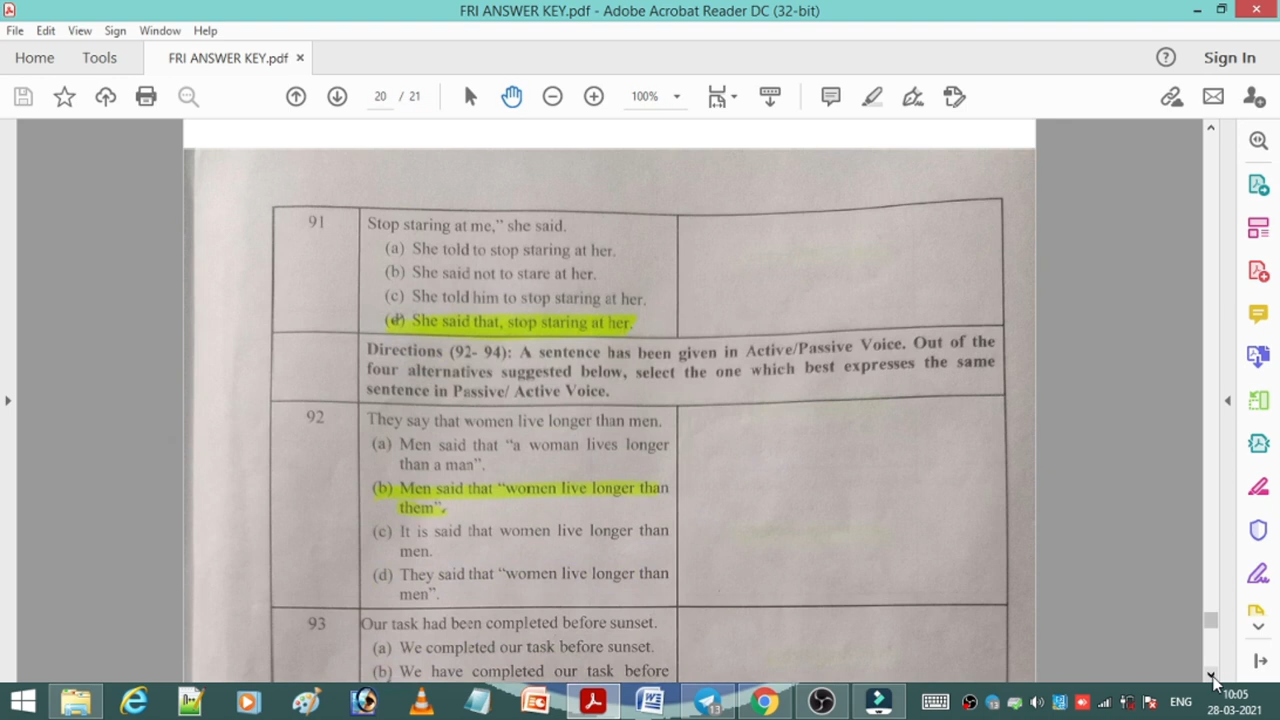 FRI ANSWER KEY.pdf - Adobe Acrobat Reader DC (32-bit)
File Edit View Sign Window Help
Home Tools FRI ANSWER KEY.pdf × Sign In
20 / 21 100%
91 Stop staring at me,” she said.
(a) She told to stop staring at her.
(b) She said not to stare at her.
(c) She told him to stop staring at her.
(d) She said that, stop staring at her.
Directions (92- 94): A sentence has been given in Active/Passive Voice. Out of the
four alternatives suggested below, select the one which best expresses the same
sentence in Passive/ Active Voice.
92 They say that women live longer than men.
(a) Men said that “a woman lives longer
than a man”.
(b) Men said that “women live longer than
them”.
(c) It is said that women live longer than
men.
(d) They said that “women live longer than
men”.
93 Our task had been completed before sunset.
(a) We completed our task before sunset.
(b) We have completed our task before
13
ENG
10:05
28-03-2021